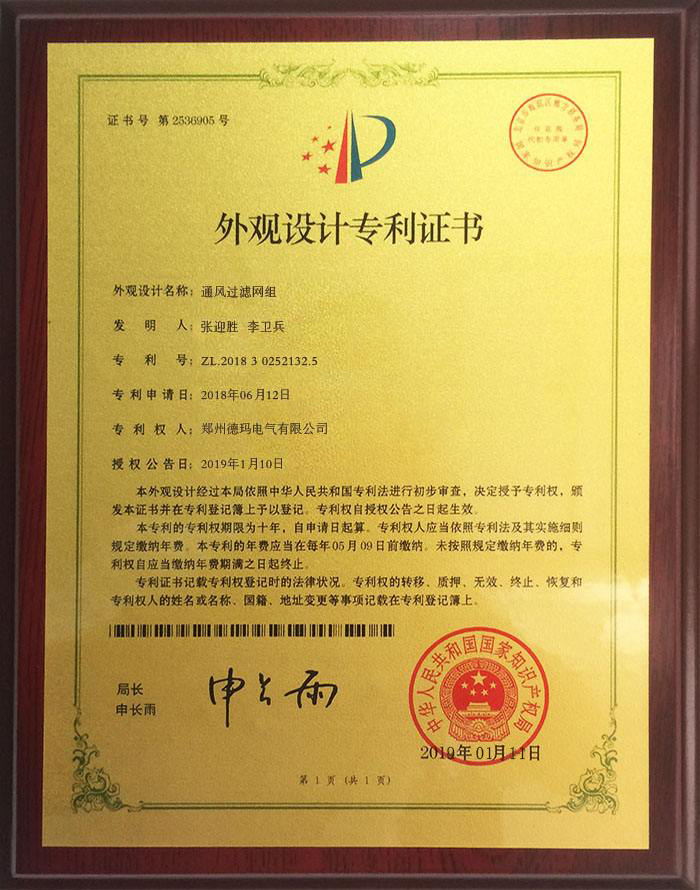 证书号 第2536905号
外观设计专利证书
外观设计名称：通风过滤网组
发明人：张迎胜 李卫兵
专利号：ZL.2018 3 0252132.5
专利申请日：2018年06月12日
专利权人：郑州德玛电气有限公司
授权公告日：2019年1月10日
本外观设计经过本局依照中华人民共和国专利法进行初步审查，决定授予专利权，颁
发本证书并在专利登记簿上予以登记。专利权自授权公告之日起生效。
本专利的专利权期限为十年，自申请日起算。专利权人应当依照专利法及其实施细则
规定缴纳年费。本专利的年费应当在每年05月09日前缴纳。未按照规定缴纳年费的，专
利权自应当缴纳年费期满之日起终止。
专利证书记载专利权登记时的法律状况。专利权的转移、质押、无效、终止、恢复和
专利权人的姓名或名称、国籍、地址变更等事项记载在专利登记簿上。
局长
申长雨
申长雨
中华人民共和国国家知识产权局
2019年01月11日
第1页（共1页）